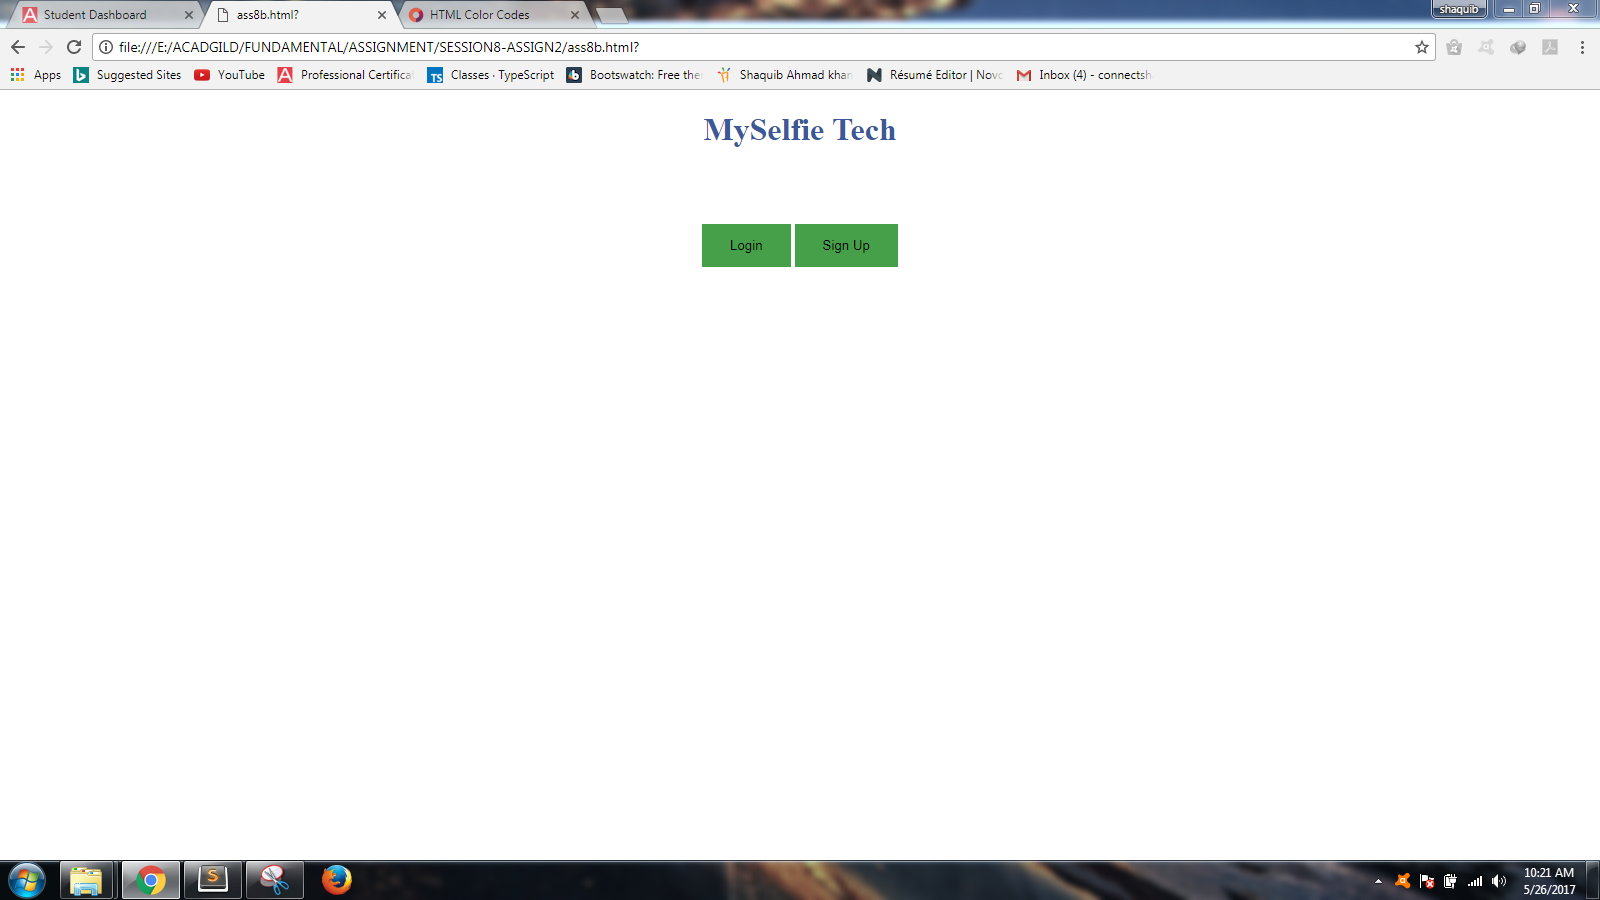 Student Dashboard
ass8b.html?
HTML Color Codes
shaquib
file:///E:/ACADGILD/FUNDAMENTAL/ASSIGNMENT/SESSION8-ASSIGN2/ass8b.html?
Apps
Suggested Sites
YouTube
Professional Certifica
Classes · TypeScript
Bootswatch: Free the
Shaquib Ahmad khan
Résumé Editor | Novo
Inbox (4) - connectsh
MySelfie Tech
Login
Sign Up
10:21 AM
5/26/2017